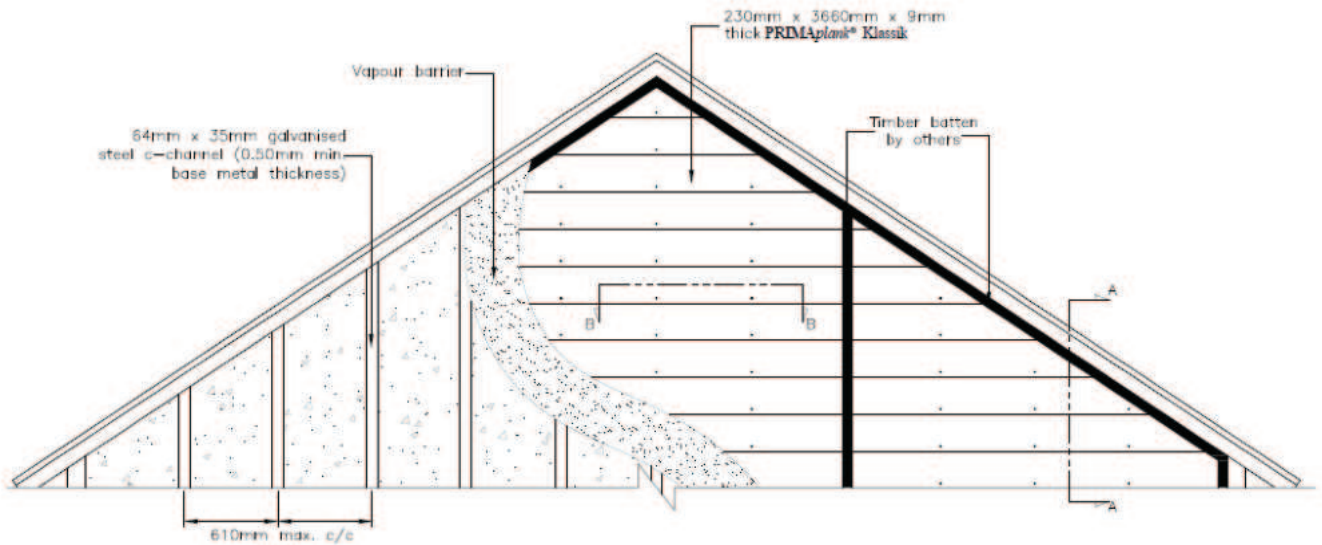 230mm x 3660mm x 9mm
thick PRIMAplank® Klassik
Vapour barrier
64mm x 35mm galvanised
steel c-channel (0.50mm min
base metal thickness)
Timber batten
by others
A
B
B
A
610mm max. c/c